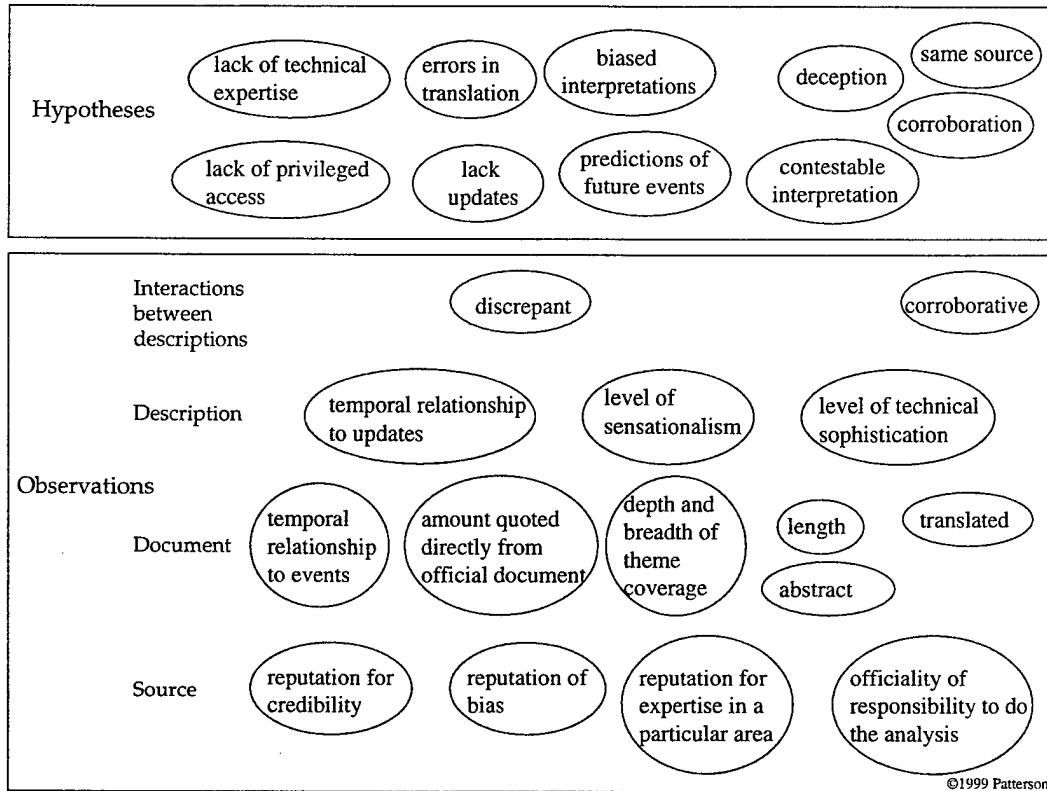 Hypotheses
lack of technical
expertise
errors in
translation
biased
interpretations
deception
same source
corroboration
lack of privileged
access
lack
updates
predictions of
future events
contestable
interpretation
Observations
Interactions
between
descriptions
discrepant
corroborative
Description
temporal relationship
to updates
level of
sensationalism
level of technical
sophistication
Document
temporal
relationship
to events
amount quoted
directly from
official document
depth and
breadth of
theme
coverage
length
abstract
translated
Source
reputation for
credibility
reputation of
bias
reputation for
expertise in a
particular area
officiality of
responsibility to do
the analysis
©1999 Patterson